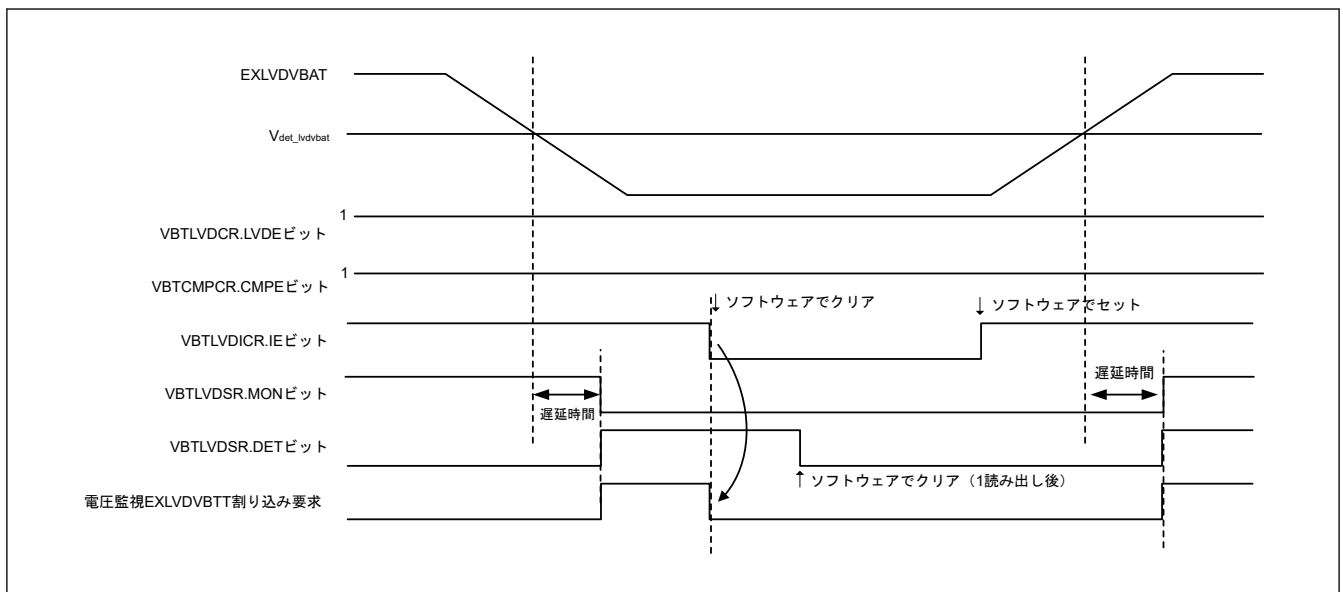 EXLVDVBAT
Vdet_lvdvbat
1
VBTLVDCR.LVDEビット
1
VBTCMPCR.CMPEビット
↓ ソフトウェアでクリア
↓ ソフトウェアでセット
VBTLVDICR.IEビット
遅延時間
VBTLVDSR.MONビット
遅延時間
VBTLVDSR.DETビット
↑ ソフトウェアでクリア（1読み出し後）
電圧監視EXLVDVBTT割り込み要求